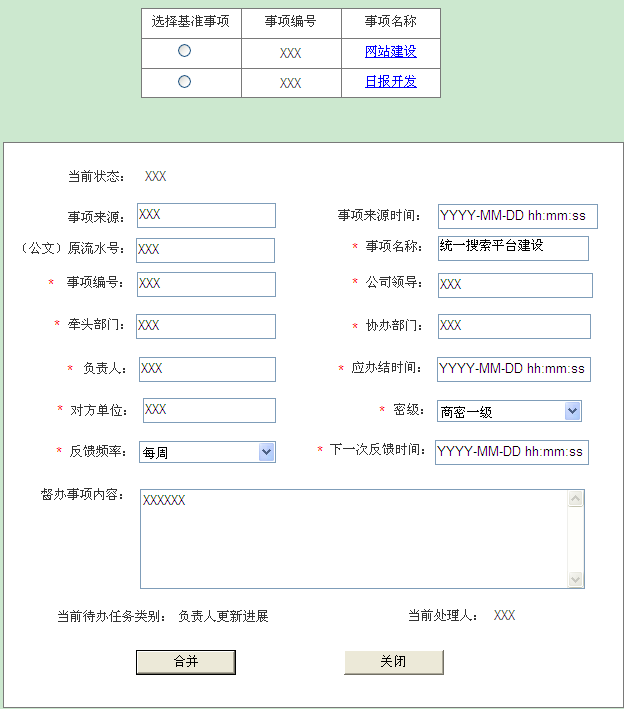 选择基准事项 事项编号 事项名称
XXX 网站建设
XXX 日报开发
当前状态： XXX
事项来源： XXX 事项来源时间： YYYY-MM-DD hh:mm:ss
（公文）原流水号： XXX * 事项名称： 统一搜索平台建设
* 事项编号： XXX * 公司领导： XXX
* 牵头部门： XXX * 协办部门： XXX
* 负责人： XXX * 应办结时间： YYYY-MM-DD hh:mm:ss
* 对方单位： XXX * 密级： 商密一级
* 反馈频率： 每周 * 下一次反馈时间： YYYY-MM-DD hh:mm:ss
督办事项内容： XXXXXX
当前待办任务类别： 负责人更新进展 当前处理人： XXX
合并 关闭